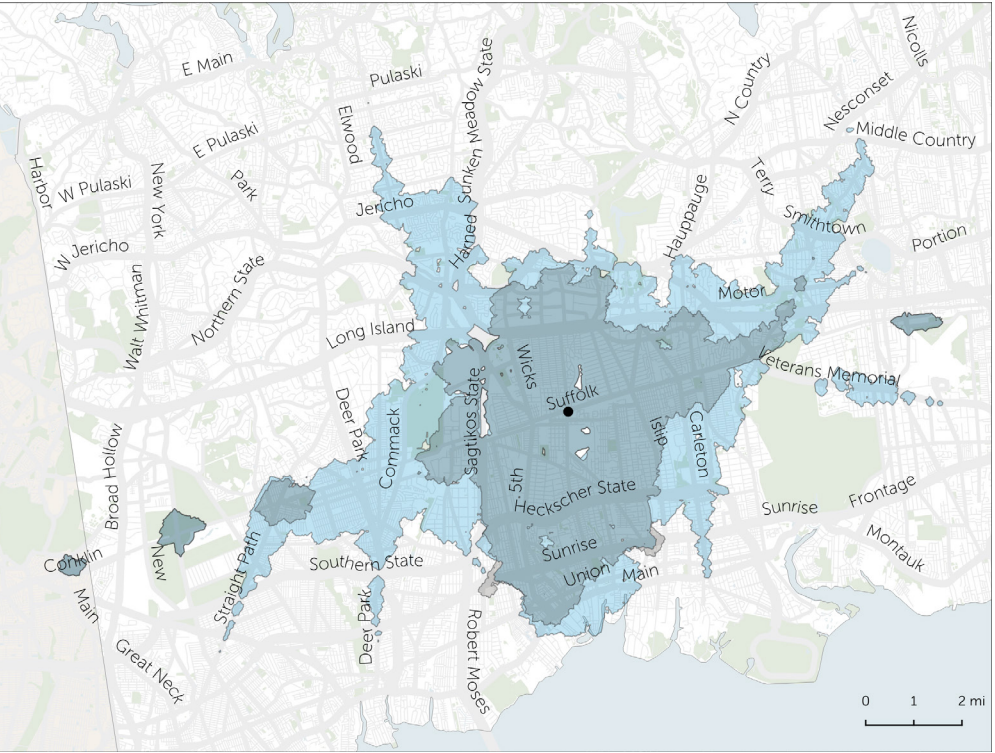 Nicolls
E Main
Pulaski
Sunken Meadow State
N Country
Nesconset
Elwood
E Pulaski
Middle Country
Harbor
W Pulaski
New York
Park
Terry
Jericho
Hauppauge
Smithtown
Harned
W Jericho
Portion
Northern State
Walt Whitman
Motor
Long Island
Wicks
Veterans Memorial
Deer Park
Commack
Sagtikos State
Suffolk
Islip
Carleton
Broad Hollow
5th
Heckscher State
Sunrise
Frontage
Montauk
Conklin
New
Straight Path
Southern State
Sunrise
Union
Main
Main
Deer Park
Robert Moses
Great Neck
0 1 2 mi